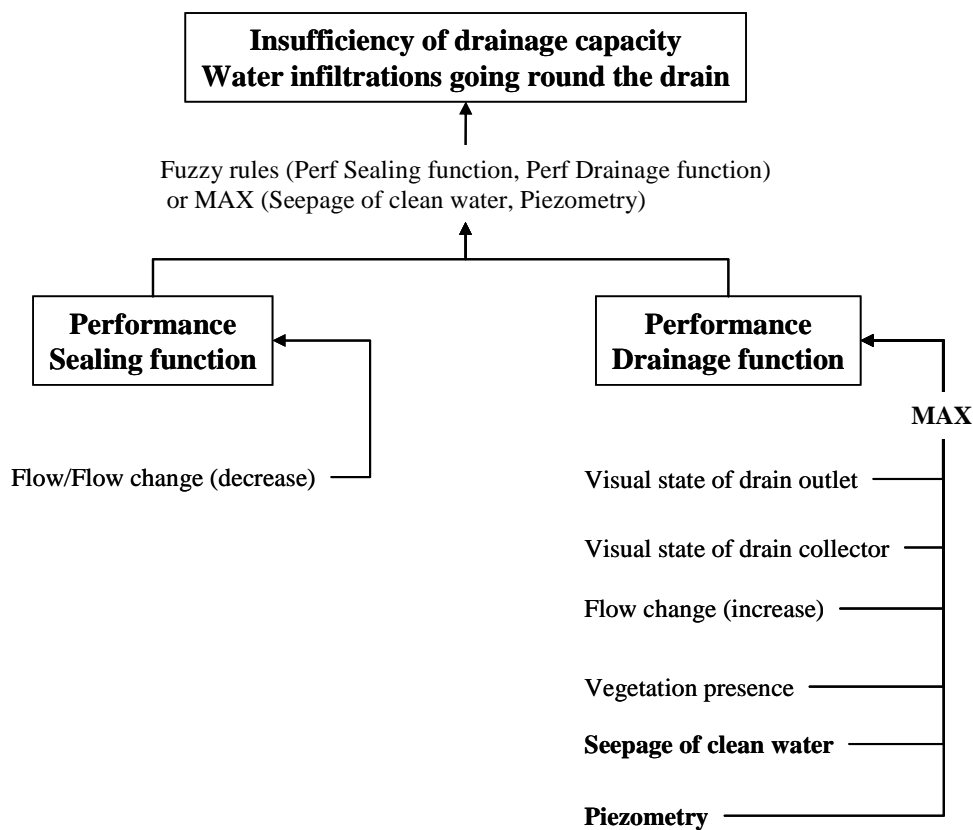 Insufficiency of drainage capacity
Water infiltrations going round the drain
Fuzzy rules (Perf Sealing function, Perf Drainage function)
or MAX (Seepage of clean water, Piezometry)
Performance
Sealing function
Performance
Drainage function
MAX
Flow/Flow change (decrease)
Visual state of drain outlet
Visual state of drain collector
Flow change (increase)
Vegetation presence
Seepage of clean water
Piezometry